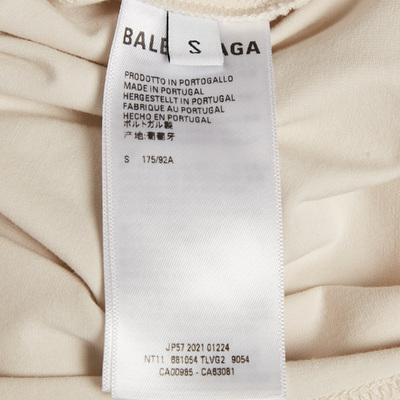 BALE AGA
S
PRODOTTO IN PORTOGALLO
MADE IN PORTUGAL
HERGESTELLT IN PORTUGAL
FABRIQUE AU PORTUGAL
HECHO EN PORTUGAL
ポルトガル製
产地:葡萄牙
S 175/92A
JP57 2021 01224
NT11 681054 TLVG2 9054
CA00985 - CA63081